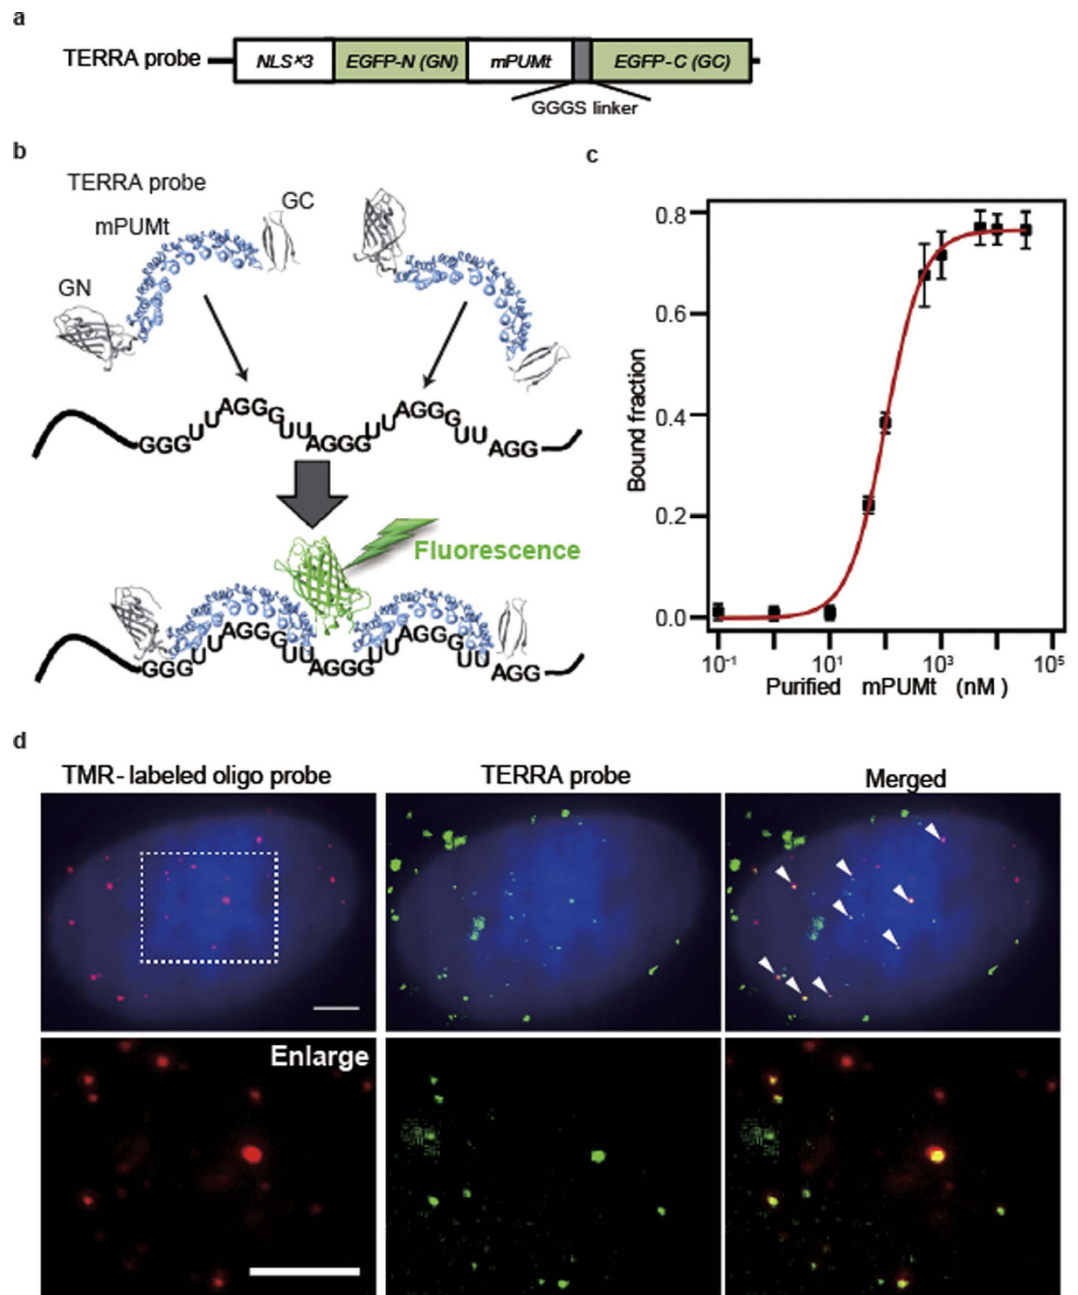 a
TERRA probe NLS×3 EGFP-N (GN) mPUMt EGFP-C (GC)
GGGS linker
b
TERRA probe
mPUMt
GC
GN
GGGUUAGGGUUAGGGUUAGGGUUAGG
Fluorescence
GGGUUAGGGUUAGGGUUAGGGUUAGG
c
0.8
0.6
0.4
0.2
0.0
Bound fraction
10⁻¹ 10¹ 10³ 10⁵
Purified mPUMt (nM )
d
TMR-labeled oligo probe TERRA probe Merged
Enlarge